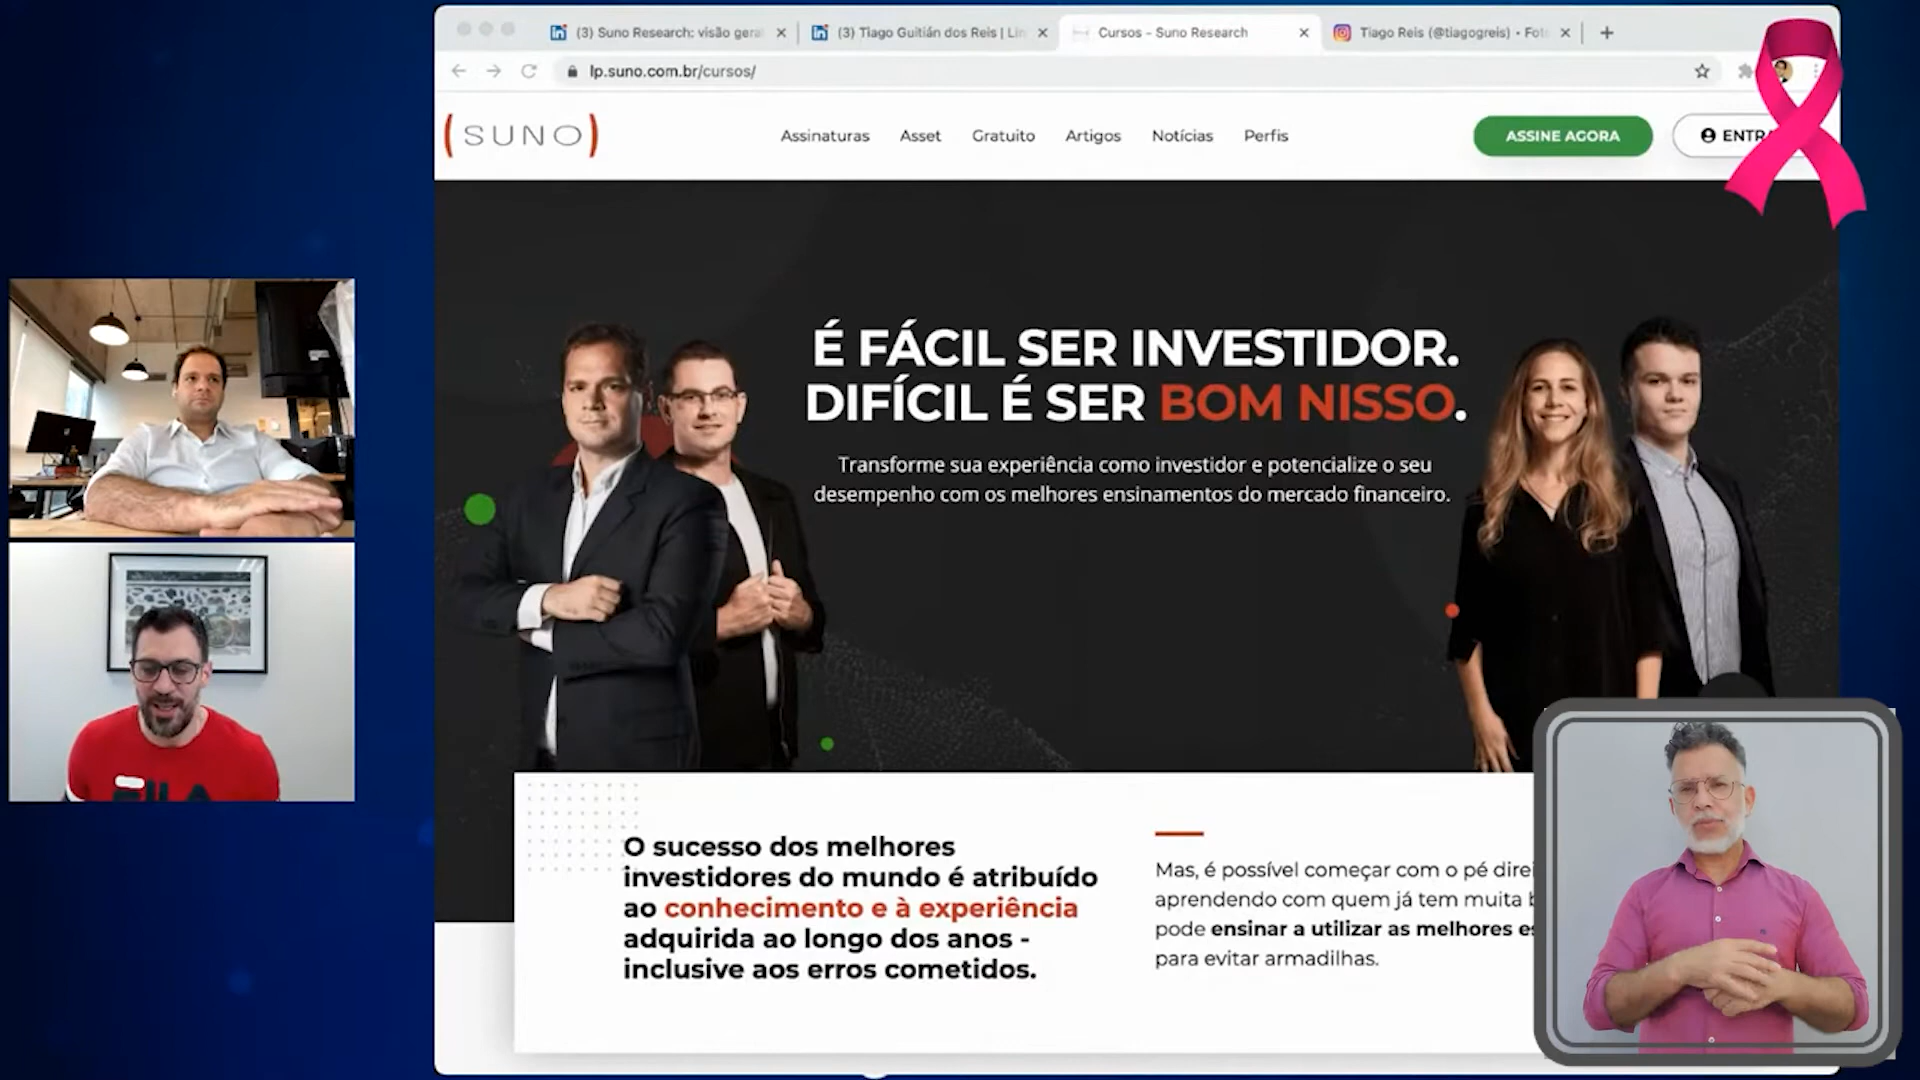 (3) Suno Research: visão geral
(3) Tiago Guitián dos Reis | Lin
Cursos – Suno Research
Tiago Reis (@tiagogreis) • Fot
lp.suno.com.br/cursos/
(SUNO)
Assinaturas
Asset
Gratuito
Artigos
Notícias
Perfis
ASSINE AGORA
ENTRA
É FÁCIL SER INVESTIDOR.
DIFÍCIL É SER BOM NISSO.
Transforme sua experiência como investidor e potencialize o seu
desempenho com os melhores ensinamentos do mercado financeiro.
FILA
O sucesso dos melhores
investidores do mundo é atribuído
ao conhecimento e à experiência
adquirida ao longo dos anos -
inclusive aos erros cometidos.
Mas, é possível começar com o pé direi
aprendendo com quem já tem muita b
pode ensinar a utilizar as melhores es
para evitar armadilhas.